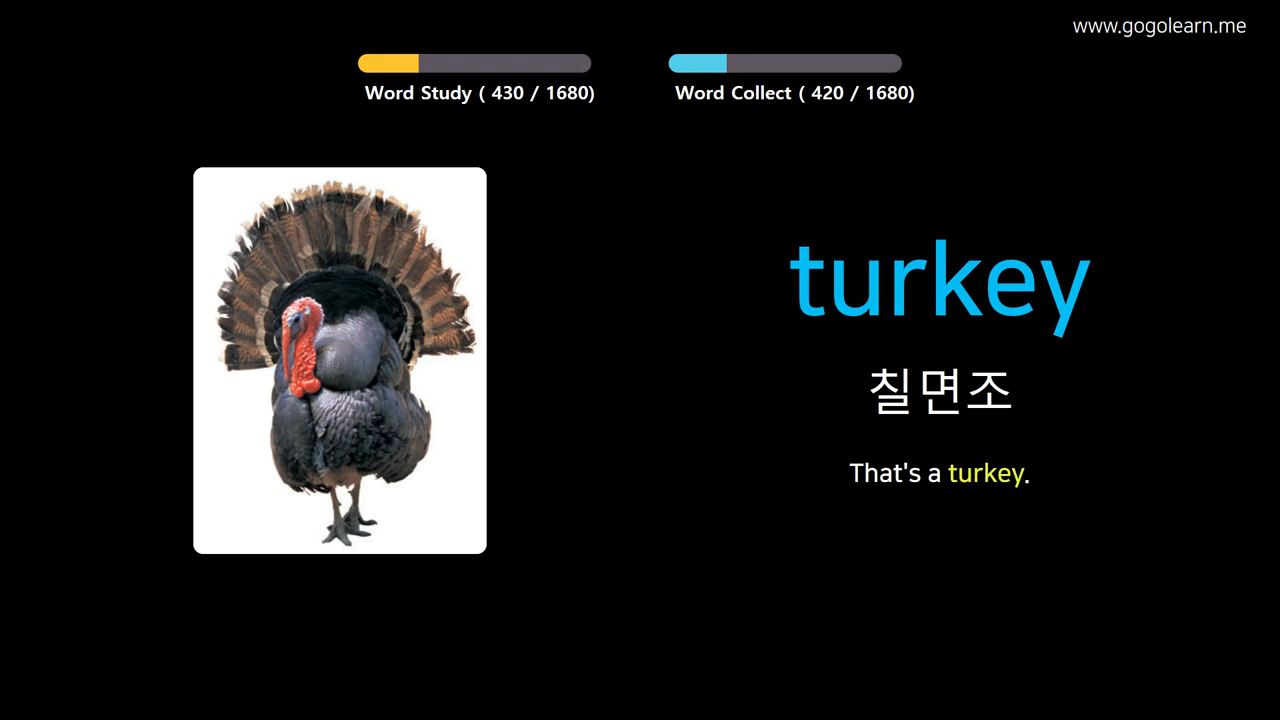 www.gogolearn.me
Word Study ( 430 / 1680)
Word Collect ( 420 / 1680)
turkey
칠면조
That's a turkey.